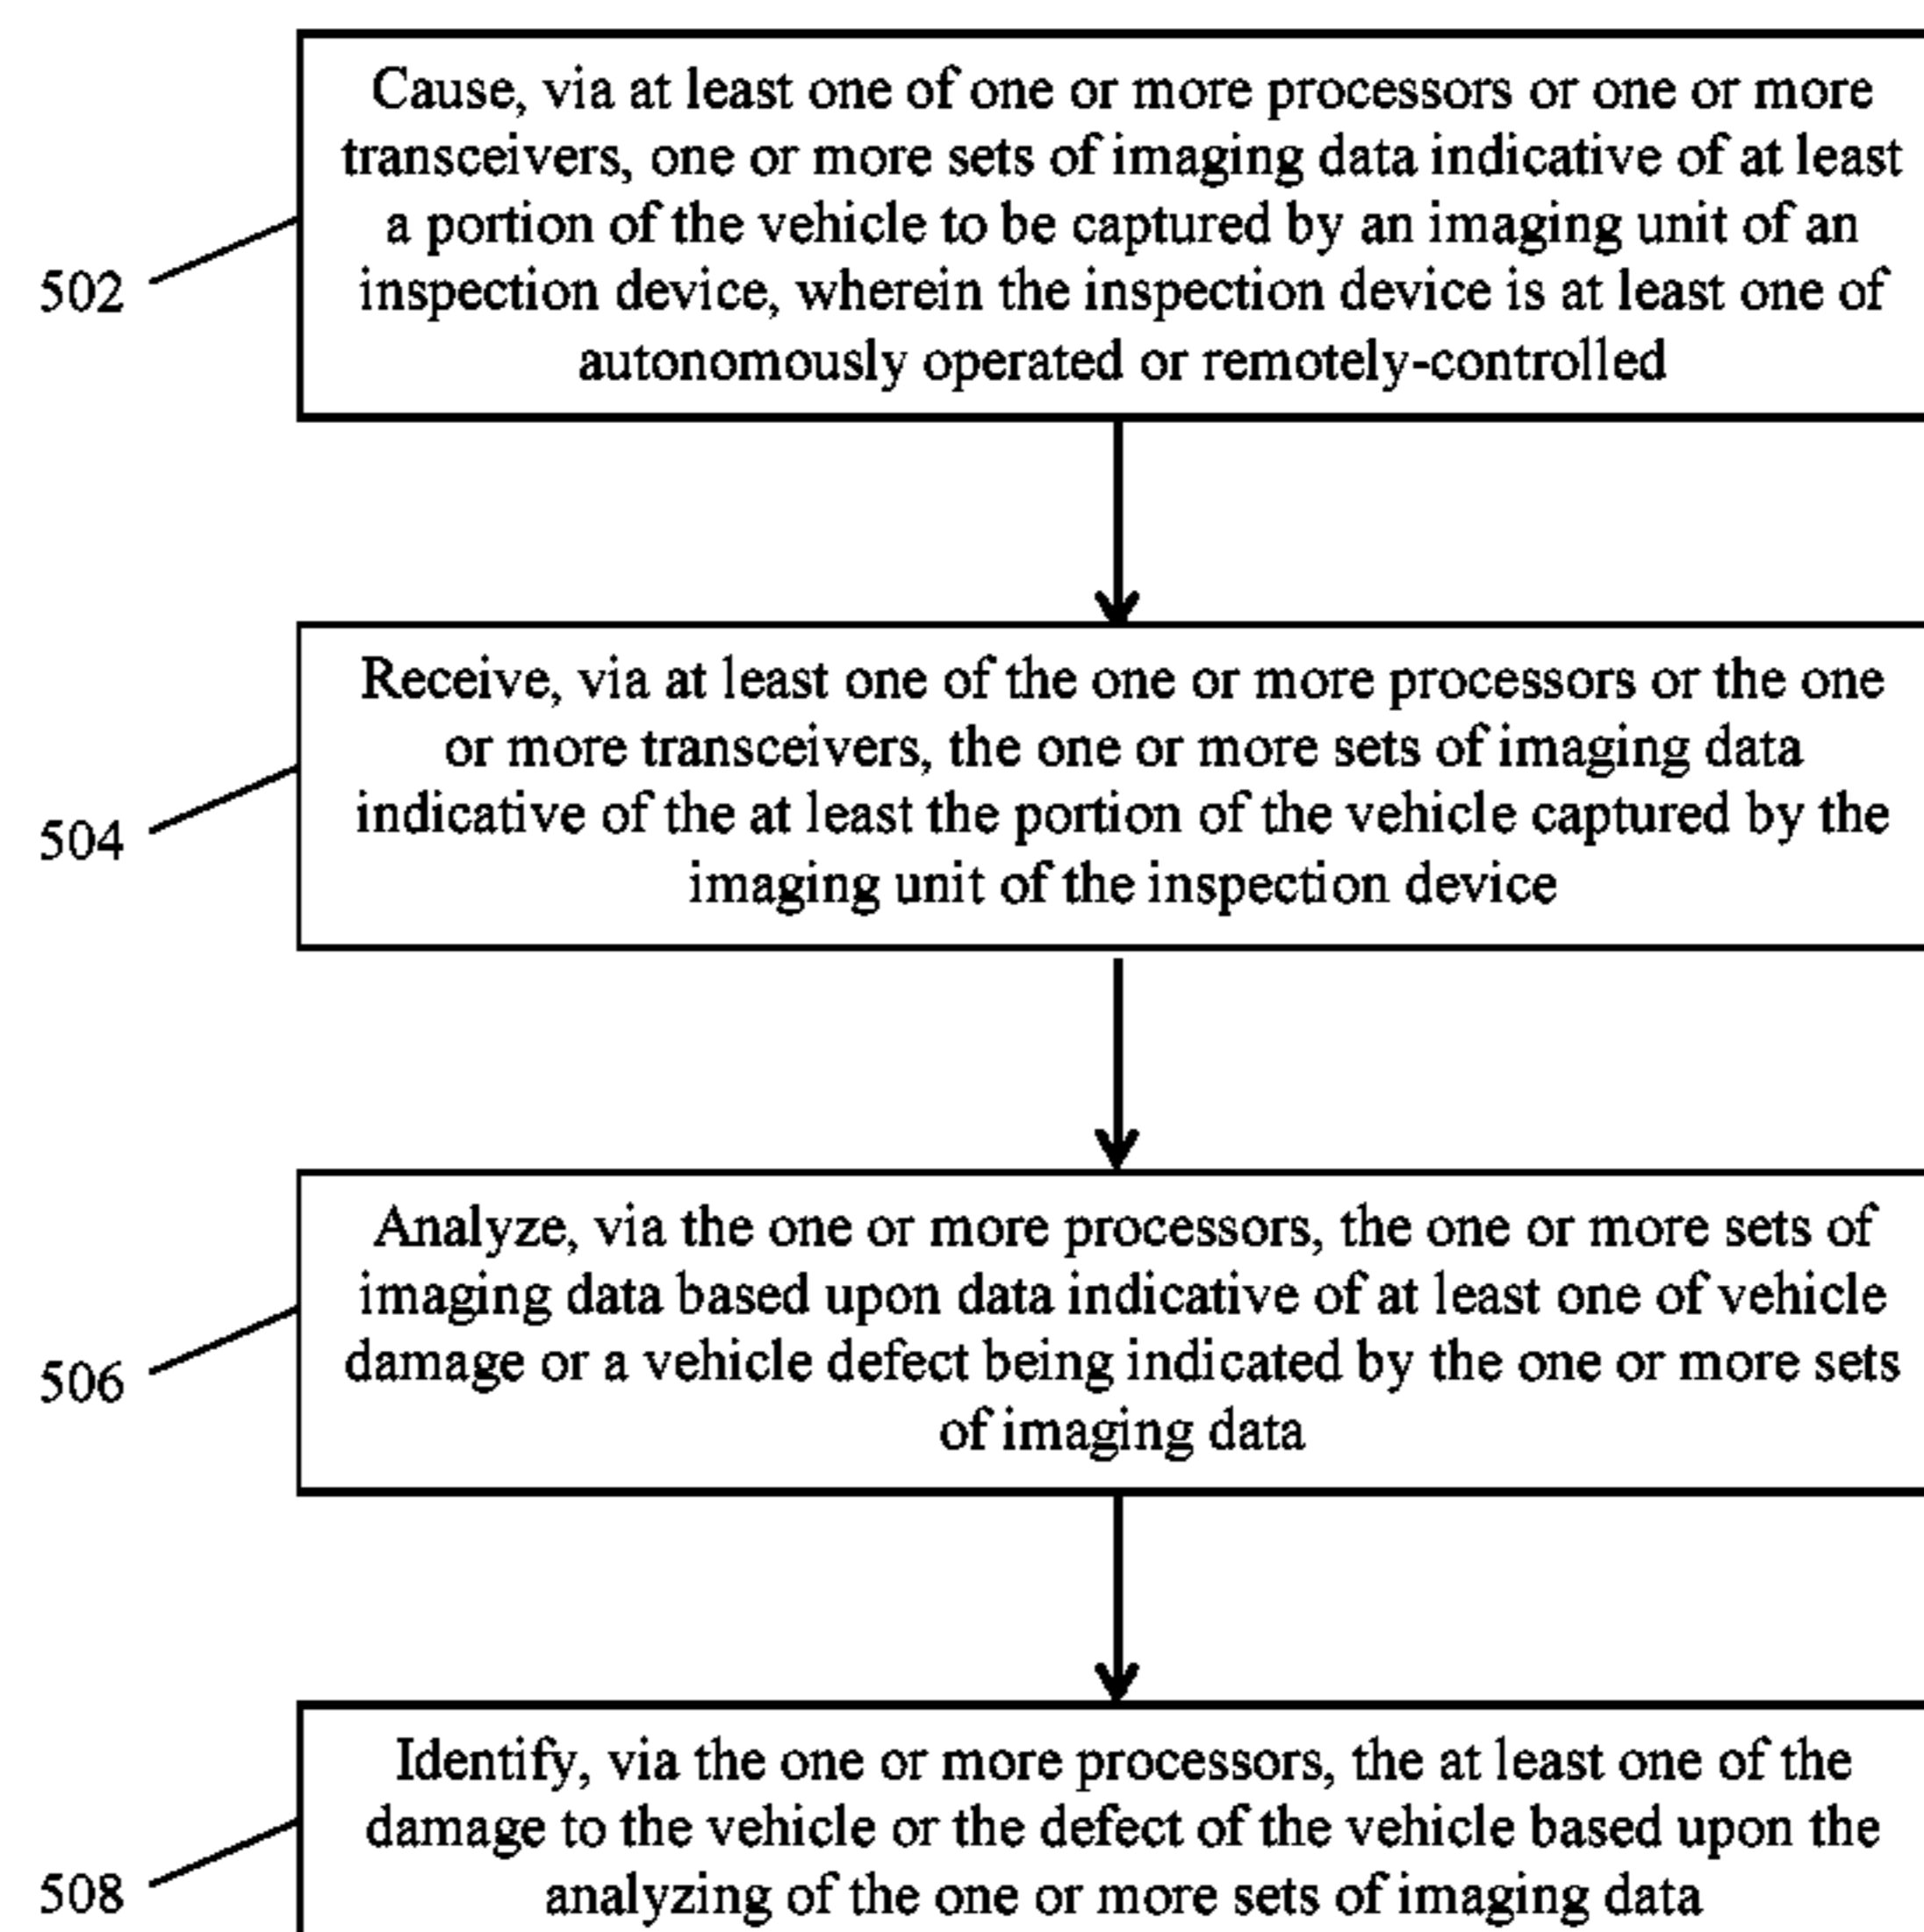 Cause, via at least one of one or more processors or one or more
transceivers, one or more sets of imaging data indicative of at least
a portion of the vehicle to be captured by an imaging unit of an
inspection device, wherein the inspection device is at least one of
autonomously operated or remotely-controlled
502
Receive, via at least one of the one or more processors or the one
or more transceivers, the one or more sets of imaging data
indicative of the at least the portion of the vehicle captured by the
imaging unit of the inspection device
504
Analyze, via the one or more processors, the one or more sets of
imaging data based upon data indicative of at least one of vehicle
damage or a vehicle defect being indicated by the one or more sets
of imaging data
506
Identify, via the one or more processors, the at least one of the
damage to the vehicle or the defect of the vehicle based upon the
analyzing of the one or more sets of imaging data
508